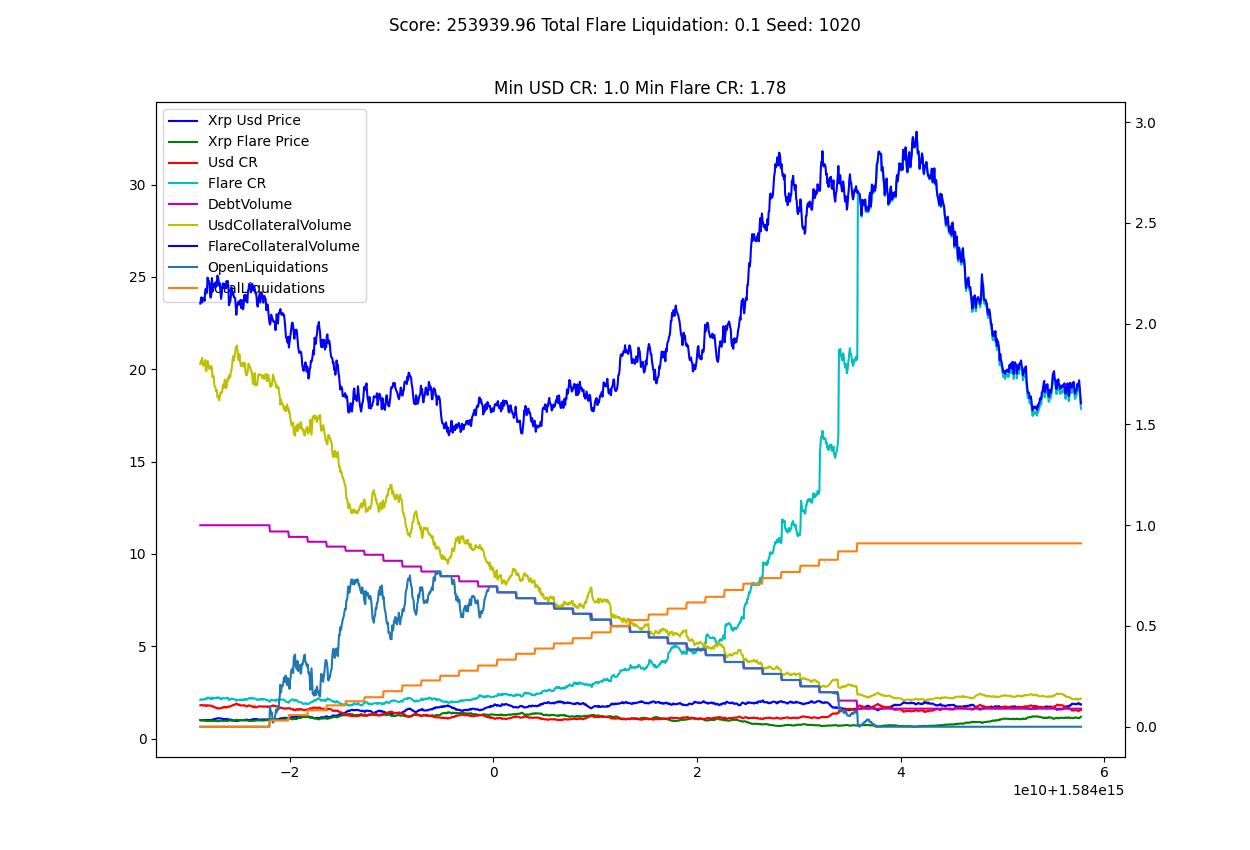 Score: 253939.96 Total Flare Liquidation: 0.1 Seed: 1020
Min USD CR: 1.0 Min Flare CR: 1.78
Xrp Usd Price
Xrp Flare Price
Usd CR
Flare CR
DebtVolume
UsdCollateralVolume
FlareCollateralVolume
OpenLiquidations
TotalLiquidations
30
25
20
15
10
5
0
3.0
2.5
2.0
1.5
1.0
0.5
0.0
−2 0 2 4 6
1e10+1.584e15